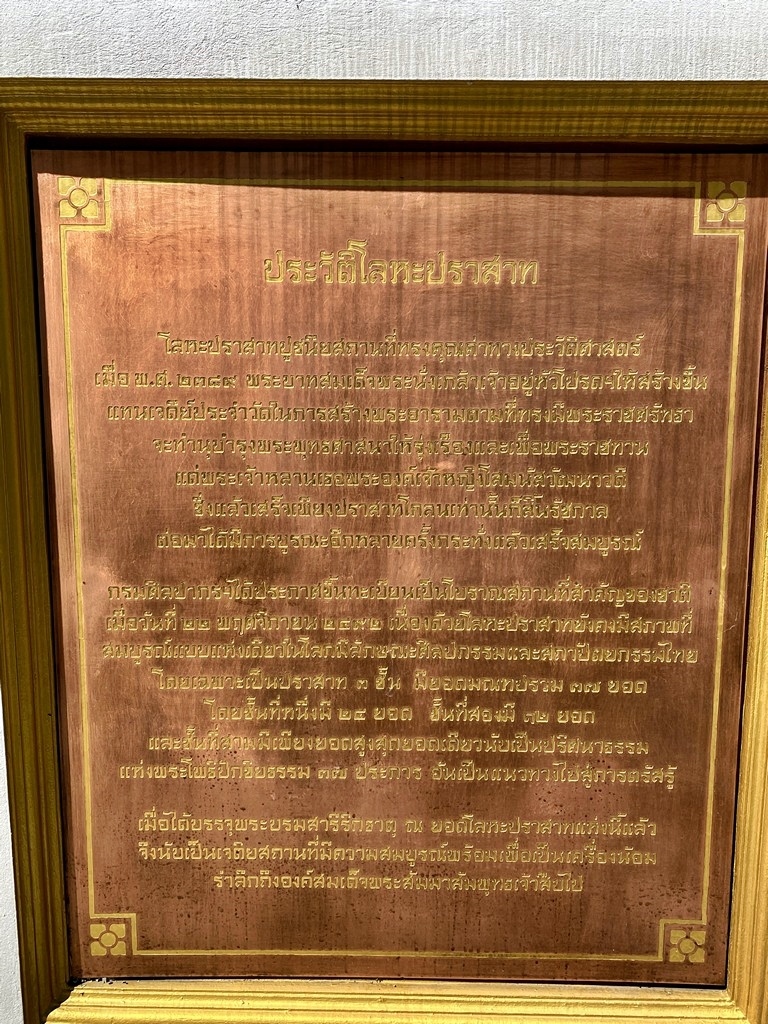 ประวัติโลหะปราสาท
โลหะปราสาทปูชนียสถานที่ทรงคุณค่าทางประวัติศาสตร์
เมื่อ พ.ศ. ๒๓๘๙ พระบาทสมเด็จพระนั่งเกล้าเจ้าอยู่หัวโปรดฯให้สร้างขึ้น
แทนเจดีย์ประจำวัดในการสร้างพระอารามตามที่ทรงมีพระราชศรัทธา
จะทำนุบำรุงพระพุทธศาสนาให้รุ่งเรืองและเพื่อพระราชทาน
แด่พระเจ้าหลานเธอพระองค์เจ้าหญิงโสมนัสวัฒนาวดี
ซึ่งแล้วเสร็จเพียงปราสาทโกลนเท่านั้นก็สิ้นรัชกาล
ต่อมาได้มีการบูรณะอีกหลายครั้งกระทั่งแล้วเสร็จสมบูรณ์
กรมศิลปากรฯได้ประกาศขึ้นทะเบียนเป็นโบราณสถานที่สำคัญของชาติ
เมื่อวันที่ ๒๒ พฤศจิกายน ๒๔๙๒ เนื่องด้วยโลหะปราสาทยังคงมีสภาพที่
สมบูรณ์แบบแห่งเดียวในโลกมีลักษณะศิลปกรรมและสถาปัตยกรรมไทย
โดยเฉพาะเป็นปราสาท ๓ ชั้น มียอดมณฑปรวม ๓๗ ยอด
โดยชั้นที่หนึ่งมี ๒๔ ยอด ชั้นที่สองมี ๑๒ ยอด
และชั้นที่สามมีเพียงยอดสูงสุดยอดเดียวนับเป็นปริศนาธรรม
แห่งพระโพธิปักขิยธรรม ๓๗ ประการ อันเป็นแนวทางไปสู่การตรัสรู้
เมื่อได้บรรจุพระบรมสารีริกธาตุ ณ ยอดโลหะปราสาทแห่งนี้แล้ว
จึงนับเป็นเจติยสถานที่มีความสมบูรณ์พร้อมเพื่อเป็นเครื่องน้อม
รำลึกถึงองค์สมเด็จพระสัมมาสัมพุทธเจ้าสืบไป